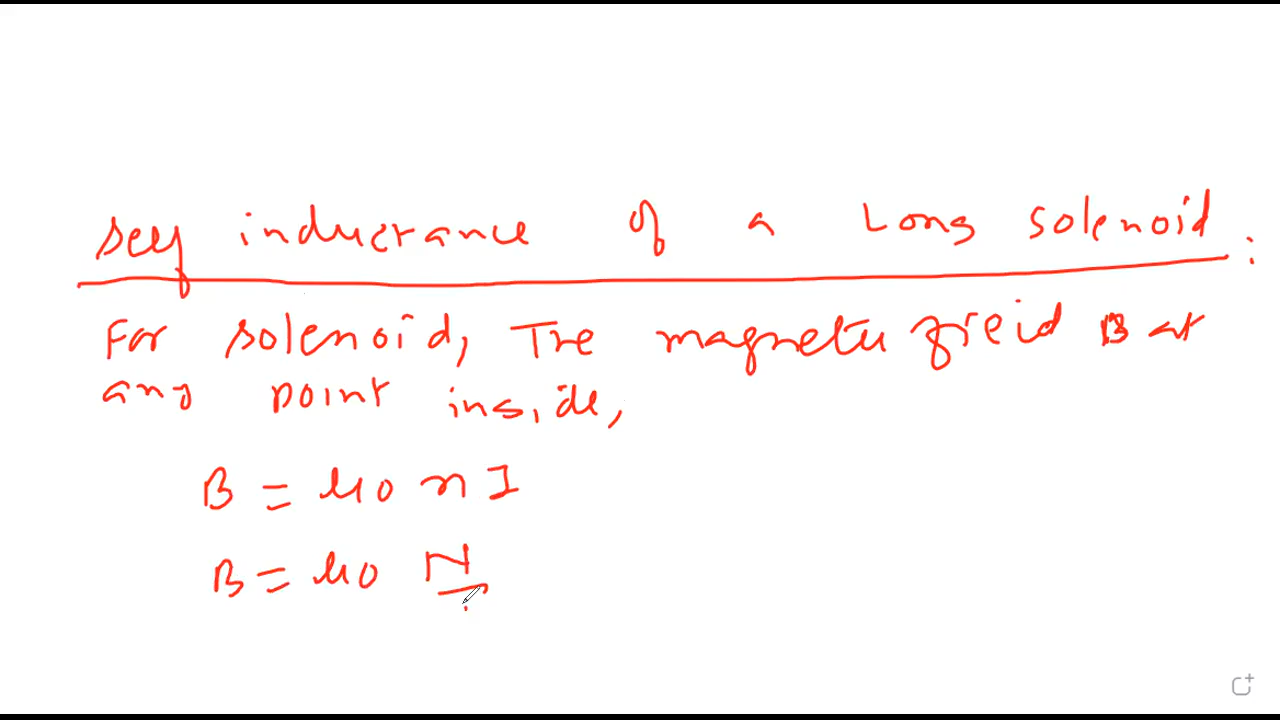 Self inductance of a Long solenoid :
For solenoid, The magnetic field B at
any point inside,
B = μ0 n I
B = μ0 N